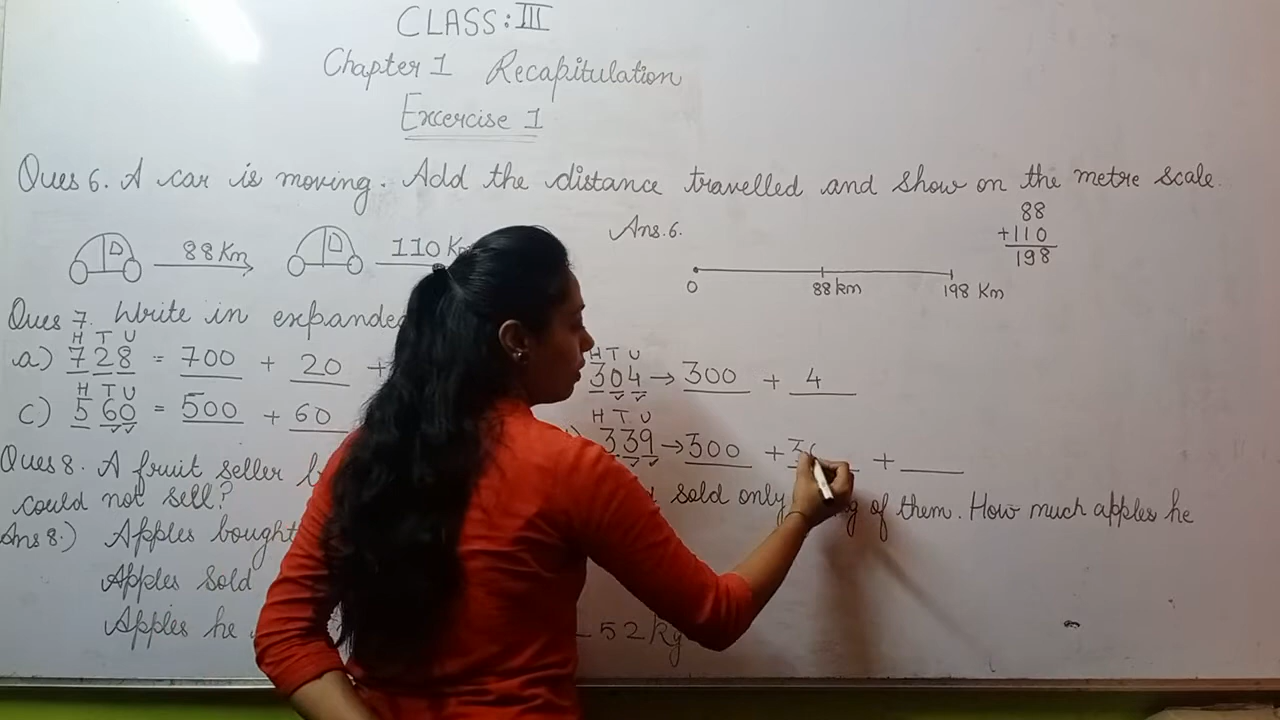 CLASS: III
Chapter 1 Recapitulation
Excercise 1
Ques 6. A car is moving. Add the distance travelled and show on the metre scale.
88 Km 110 Km
Ans. 6.
88
+110
198
0 88 km 198 Km
Ques 7. Write in expanded
H T U
a) 728 = 700 + 20 +
H T U
304 → 300 + 4
H T U
c) 560 = 500 + 60
H T U
339 → 300 + 30 +
Ques 8. A fruit seller sold only of them. How much apples he
could not sell?
Ans 8.) Apples bought
Apples sold
Apples he 52 kg